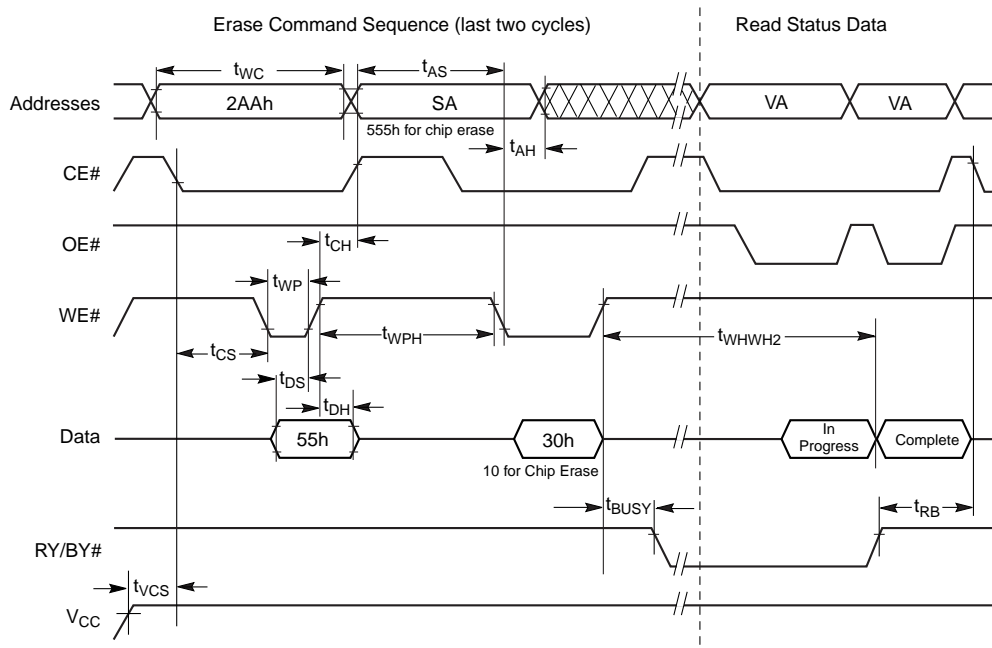 Erase Command Sequence (last two cycles) Read Status Data
tWC tAS
Addresses 2AAh SA VA VA
555h for chip erase
tAH
CE#
OE#
tCH
tWP
WE#
tWPH tWHWH2
tCS
tDS
tDH
Data 55h 30h In Progress Complete
10 for Chip Erase
tBUSY tRB
RY/BY#
tVCS
VCC